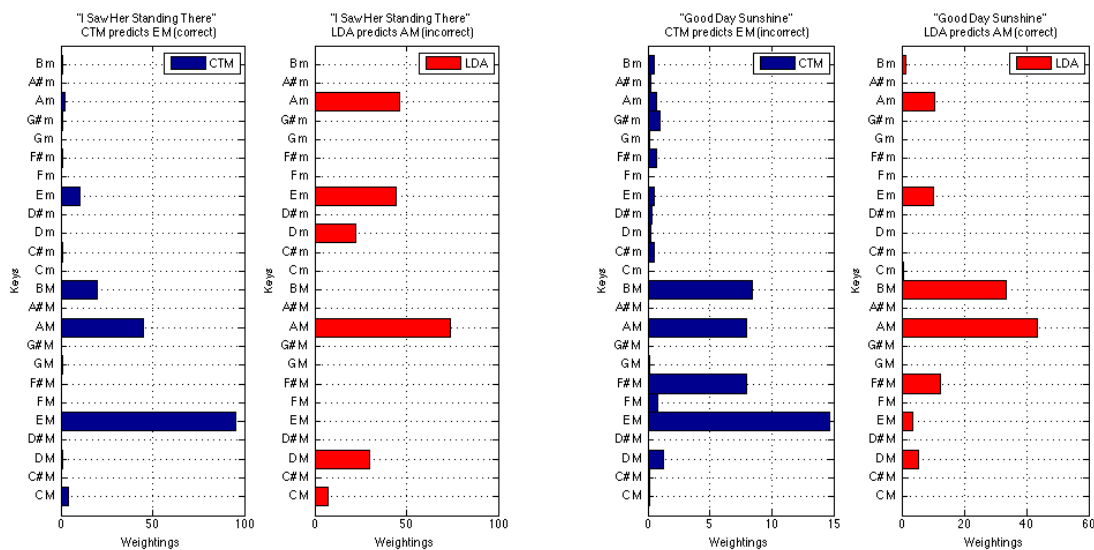 "I Saw Her Standing There"
CTM predicts EM (correct)
CTM
Keys
Bm
A#m
Am
G#m
Gm
F#m
Fm
Em
D#m
Dm
C#m
Cm
BM
A#M
AM
G#M
GM
F#M
FM
EM
D#M
DM
C#M
CM
0 50 100
Weightings
"I Saw Her Standing There"
LDA predicts AM (incorrect)
LDA
Bm
A#m
Am
G#m
Gm
F#m
Fm
Em
D#m
Dm
C#m
Cm
BM
A#M
AM
G#M
GM
F#M
FM
EM
D#M
DM
C#M
CM
Keys
0 50 100
Weightings
"Good Day Sunshine"
CTM predicts EM (incorrect)
CTM
Bm
A#m
Am
G#m
Gm
F#m
Fm
Em
D#m
Dm
C#m
Cm
BM
A#M
AM
G#M
GM
F#M
FM
EM
D#M
DM
C#M
CM
Keys
0 5 10 15
Weightings
"Good Day Sunshine"
LDA predicts AM (correct)
LDA
Bm
A#m
Am
G#m
Gm
F#m
Fm
Em
D#m
Dm
C#m
Cm
BM
A#M
AM
G#M
GM
F#M
FM
EM
D#M
DM
C#M
CM
Keys
0 20 40 60
Weightings